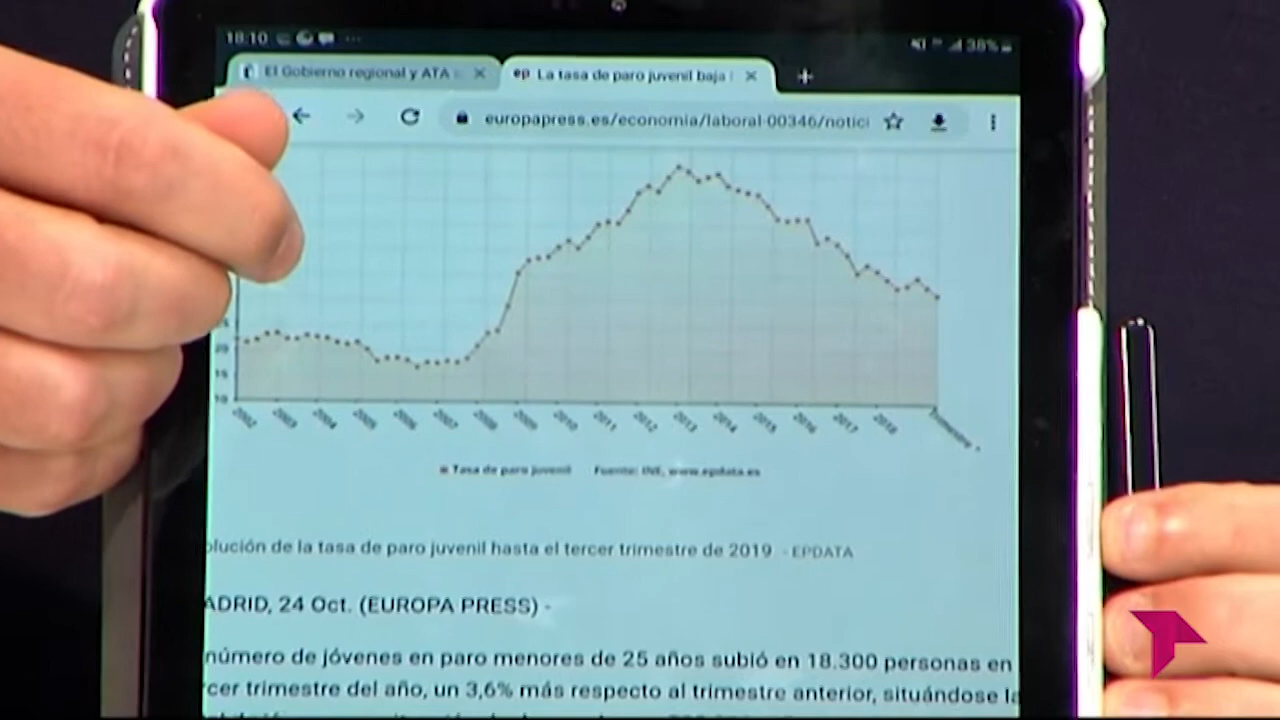 18:10
38%
El Gobierno regional y ATA
ep La tasa de paro juvenil baja
europapress.es/economia/laboral-00346/notici
20
15
10
2002 2003 2004 2005 2006 2007 2008 2009 2010 2011 2012 2013 2014 2015 2016 2017 2018 Trimestre
Tasa de paro juvenil Fuente: INE, www.epdata.es
olución de la tasa de paro juvenil hasta el tercer trimestre de 2019 - EPDATA
ADRID, 24 Oct. (EUROPA PRESS) -
número de jóvenes en paro menores de 25 años subió en 18.300 personas en
rcer trimestre del año, un 3,6% más respecto al trimestre anterior, situándose la